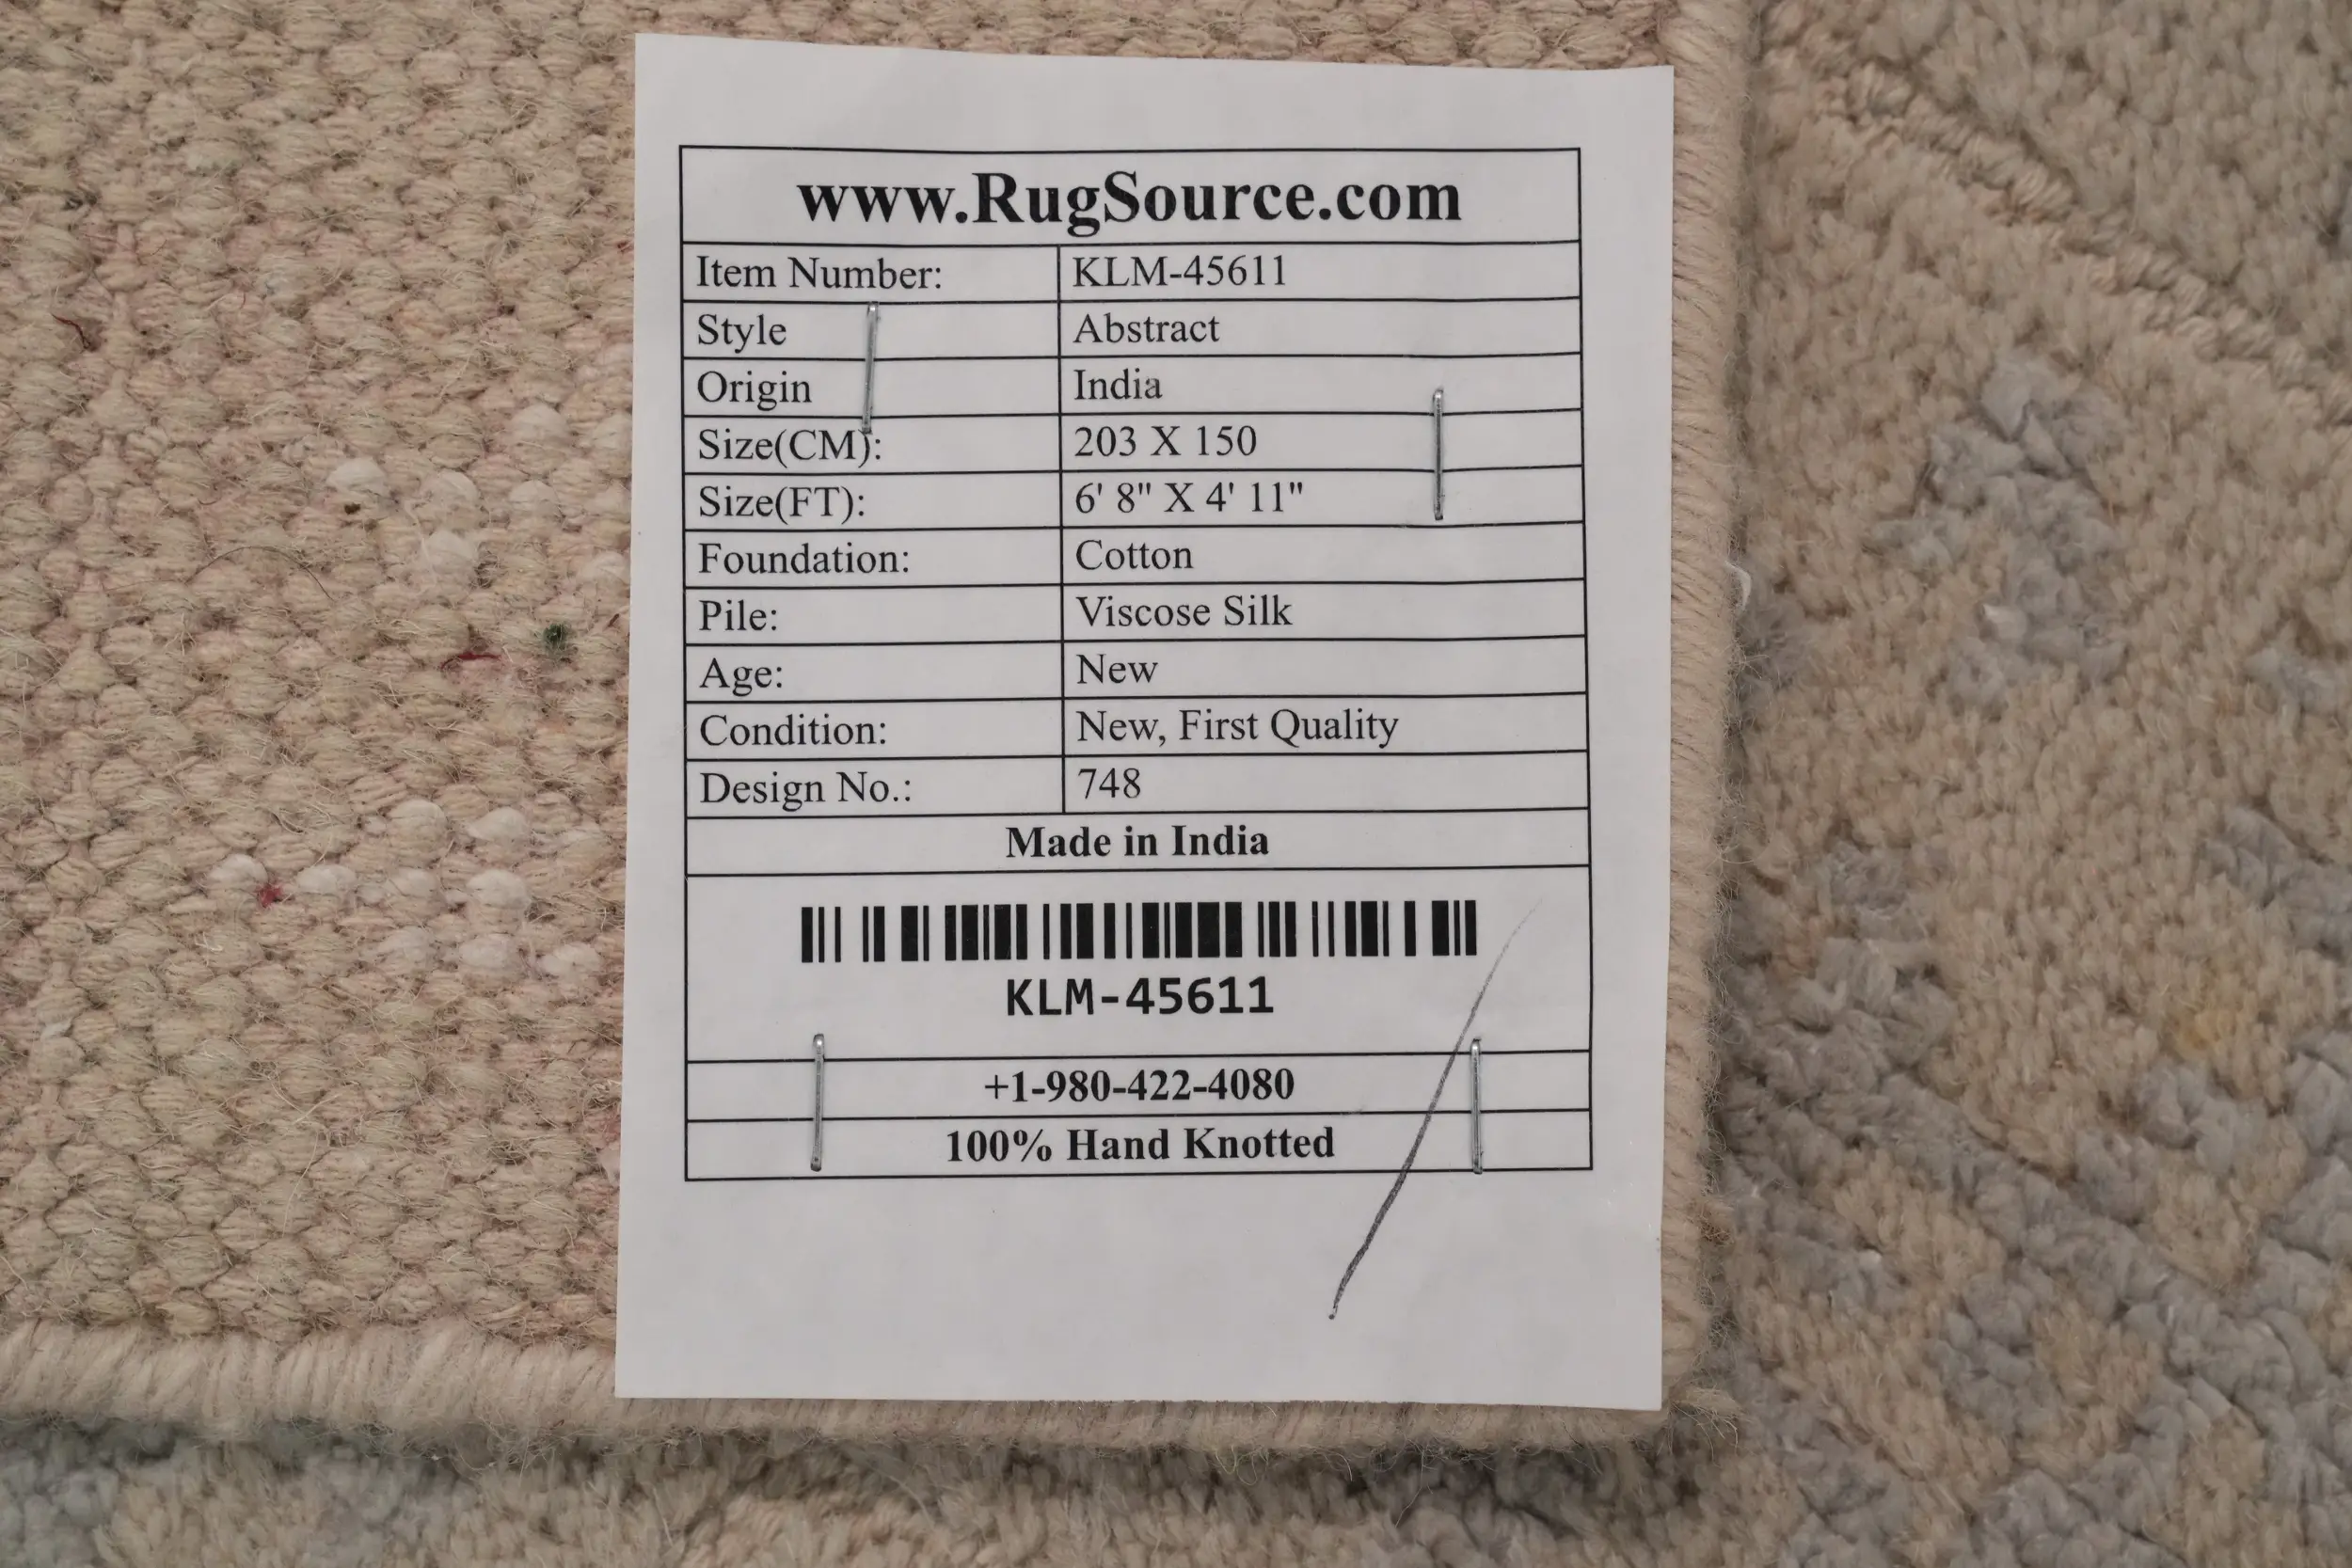 www.RugSource.com
Item Number: KLM-45611
Style Abstract
Origin India
Size(CM): 203 X 150
Size(FT): 6' 8" X 4' 11"
Foundation: Cotton
Pile: Viscose Silk
Age: New
Condition: New, First Quality
Design No.: 748
Made in India
KLM-45611
+1-980-422-4080
100% Hand Knotted